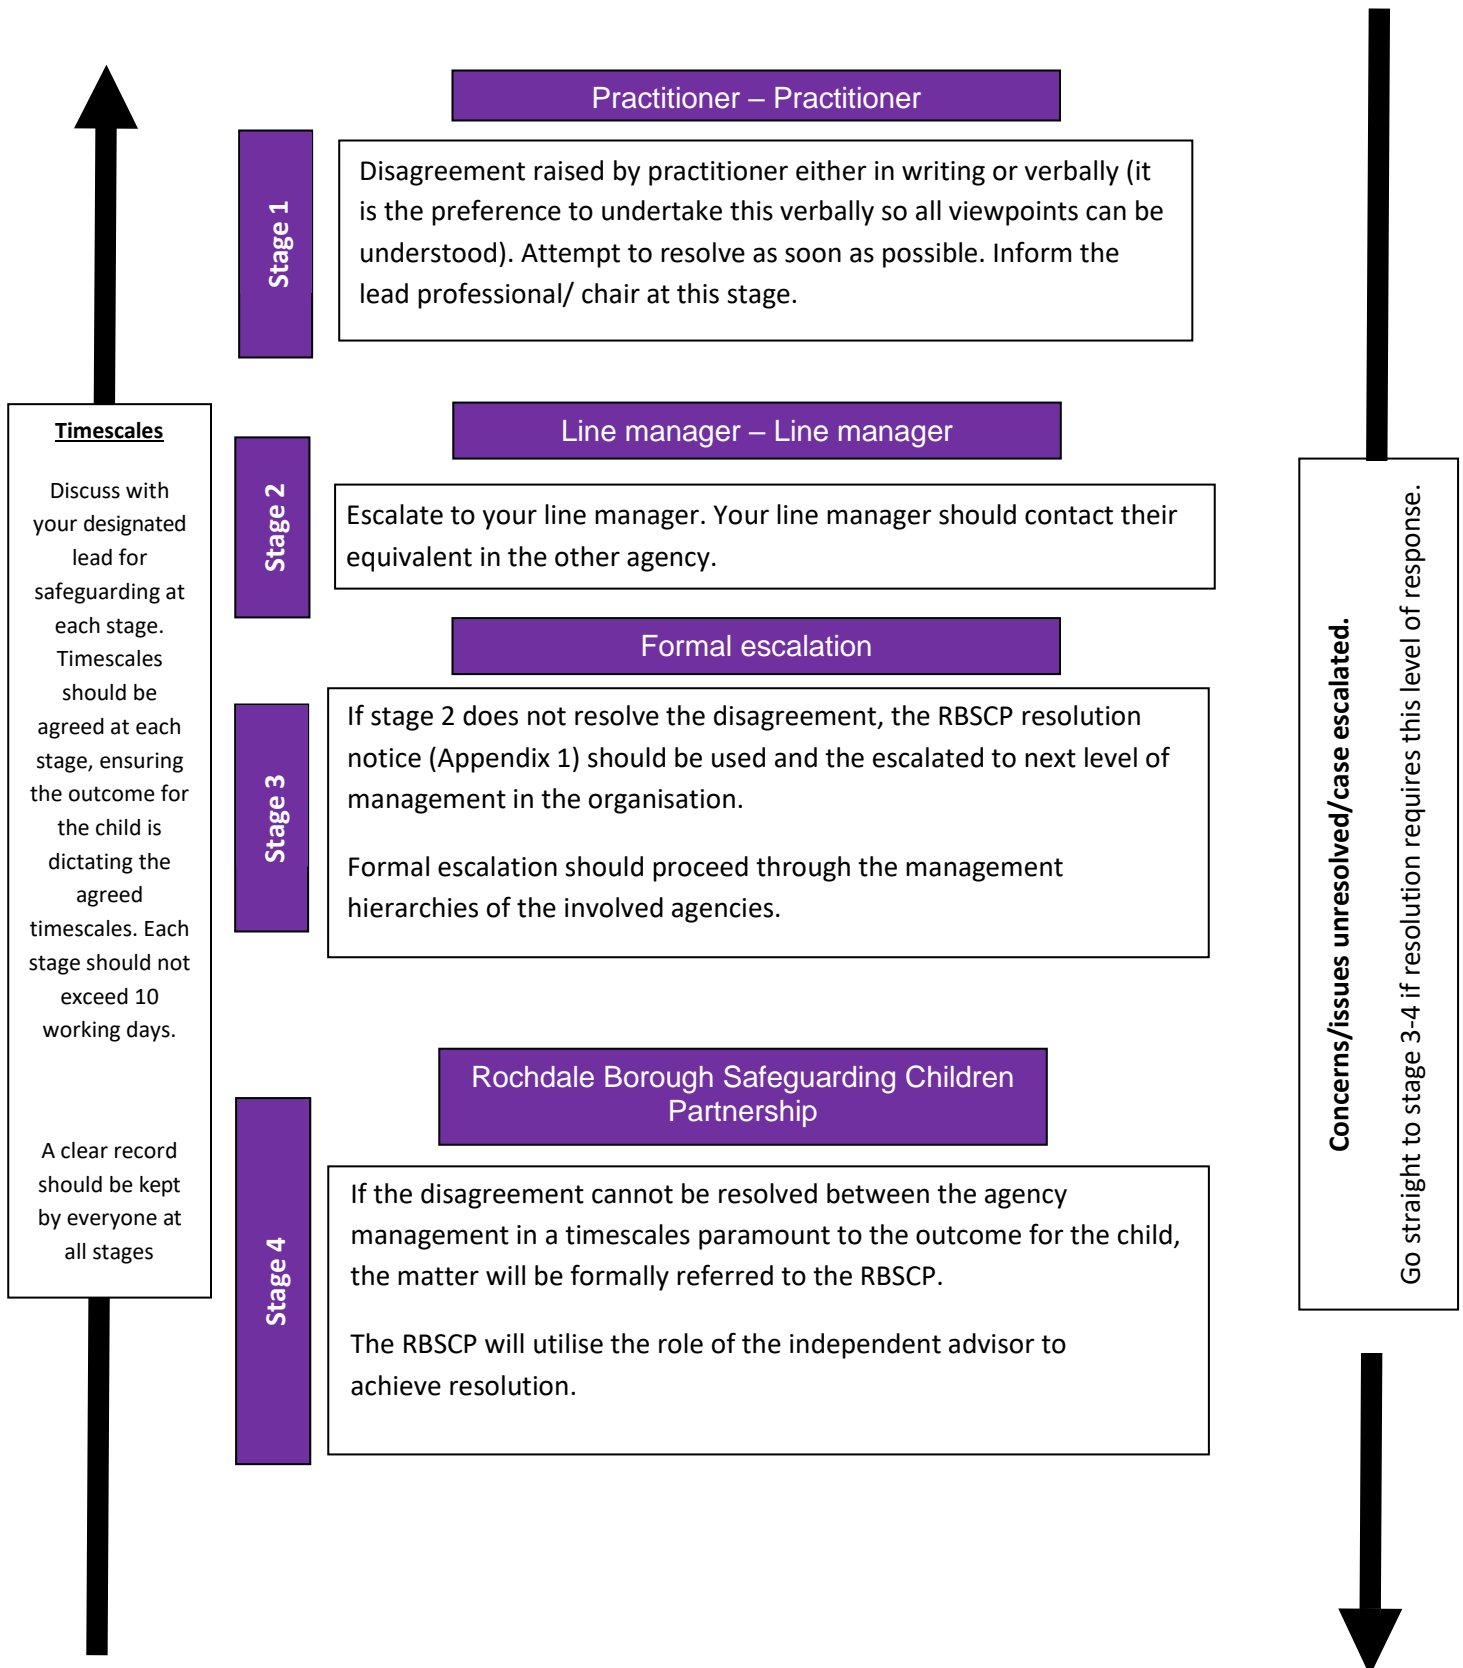 Practitioner – Practitioner
Stage 1
Disagreement raised by practitioner either in writing or verbally (it
is the preference to undertake this verbally so all viewpoints can be
understood). Attempt to resolve as soon as possible. Inform the
lead professional/ chair at this stage.
Timescales
Discuss with
your designated
lead for
safeguarding at
each stage.
Timescales
should be
agreed at each
stage, ensuring
the outcome for
the child is
dictating the
agreed
timescales. Each
stage should not
exceed 10
working days.
A clear record
should be kept
by everyone at
all stages
Line manager – Line manager
Stage 2
Escalate to your line manager. Your line manager should contact their
equivalent in the other agency.
Formal escalation
Stage 3
If stage 2 does not resolve the disagreement, the RBSCP resolution
notice (Appendix 1) should be used and the escalated to next level of
management in the organisation.
Formal escalation should proceed through the management
hierarchies of the involved agencies.
Rochdale Borough Safeguarding Children
Partnership
Stage 4
If the disagreement cannot be resolved between the agency
management in a timescales paramount to the outcome for the child,
the matter will be formally referred to the RBSCP.
The RBSCP will utilise the role of the independent advisor to
achieve resolution.
Concerns/issues unresolved/case escalated.
Go straight to stage 3-4 if resolution requires this level of response.